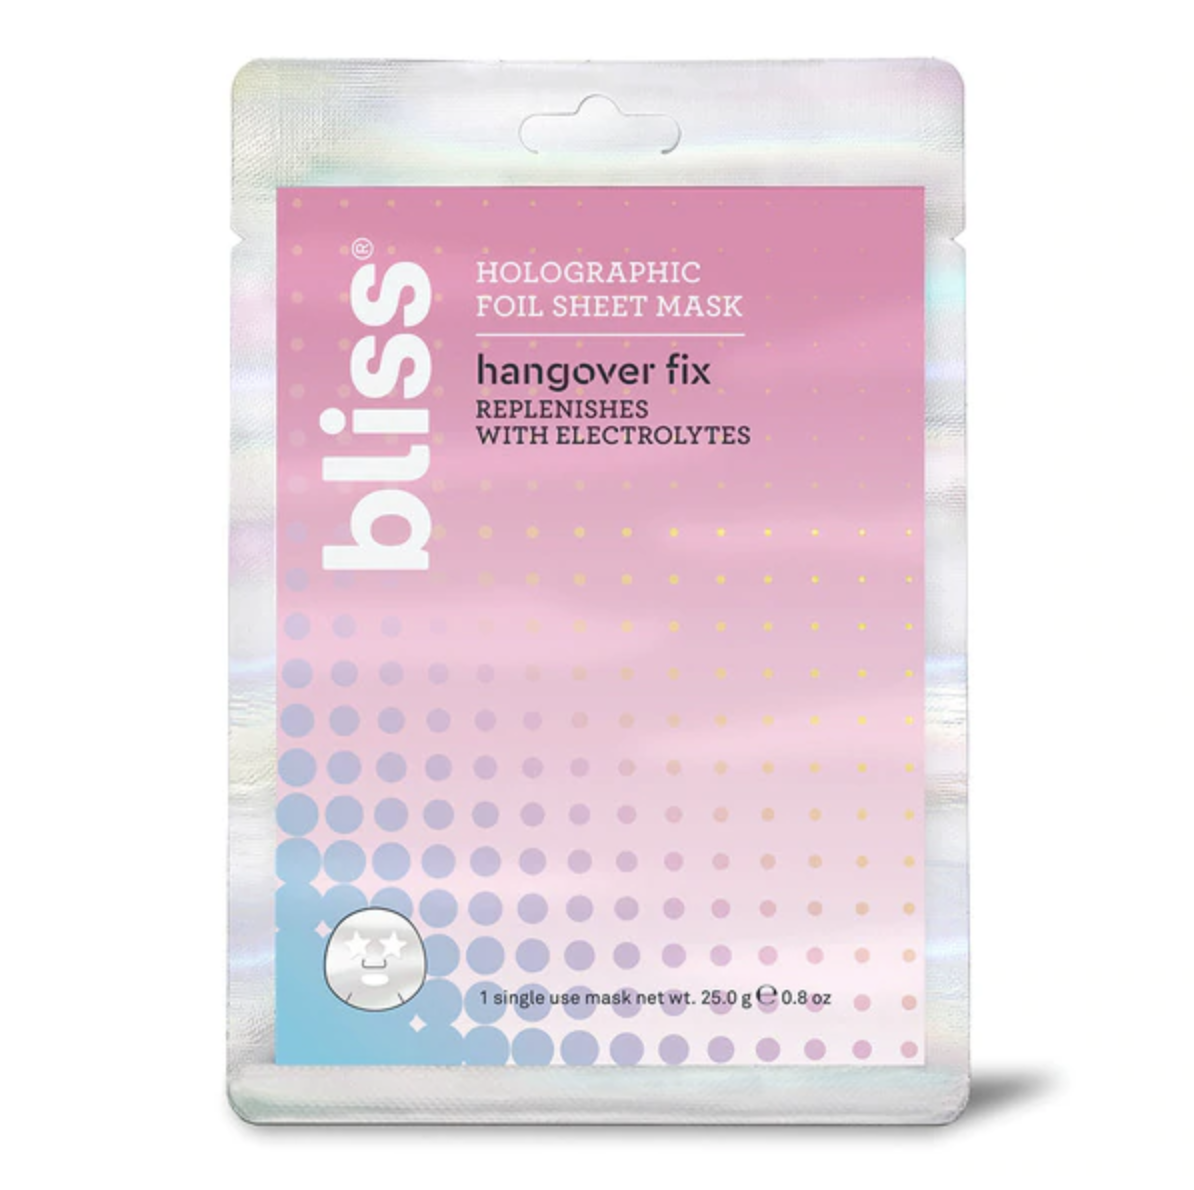 bliss®
HOLOGRAPHIC
FOIL SHEET MASK
hangover fix
REPLENISHES
WITH ELECTROLYTES
1 single use mask net wt. 25.0 g ℮ 0.8 oz